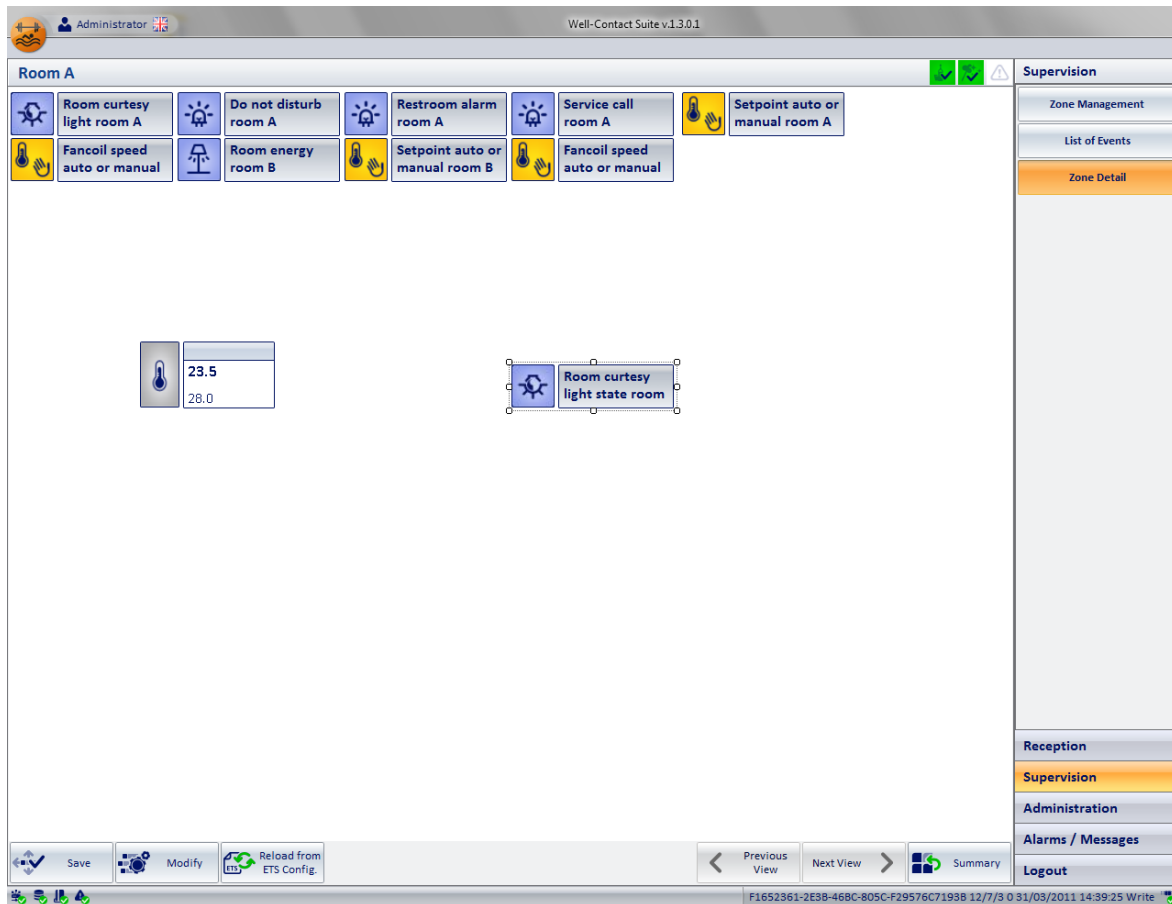 Administrator
Well-Contact Suite v.1.3.0.1
Room A
Supervision
Room curtesy
light room A
Do not disturb
room A
Restroom alarm
room A
Service call
room A
Setpoint auto or
manual room A
Fancoil speed
auto or manual
Room energy
room B
Setpoint auto or
manual room B
Fancoil speed
auto or manual
Zone Management
List of Events
Zone Detail
23.5
28.0
Room curtesy
light state room
Reception
Supervision
Administration
Alarms / Messages
Logout
Save
Modify
ETS
Reload from
ETS Config.
Previous
View
Next View
Summary
F1652361-2E3B-46BC-805C-F29576C7193B 12/7/3 0 31/03/2011 14:39:25 Write